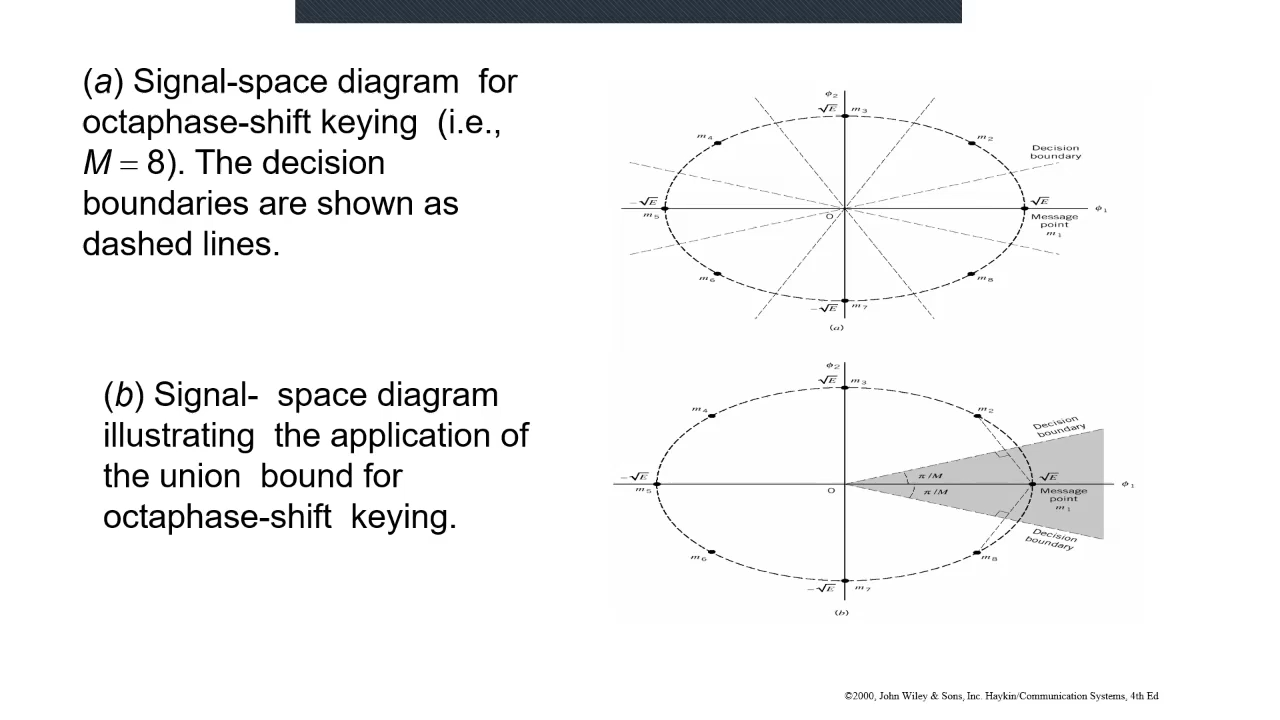 (a) Signal-space diagram for
octaphase-shift keying (i.e.,
M = 8). The decision
boundaries are shown as
dashed lines.
ϕ₂
√E m₃
m₄
m₂
Decision
boundary
−√E
m₅
O
√E
ϕ₁
Message
point
m₁
m₆
m₈
−√E m₇
(a)
(b) Signal- space diagram
illustrating the application of
the union bound for
octaphase-shift keying.
ϕ₂
√E m₃
m₄
m₂
Decision
boundary
π/M
−√E
m₅
O
π/M
√E
ϕ₁
Message
point
m₁
Decision
boundary
m₆
m₈
−√E m₇
(b)
©2000, John Wiley & Sons, Inc. Haykin/Communication Systems, 4th Ed